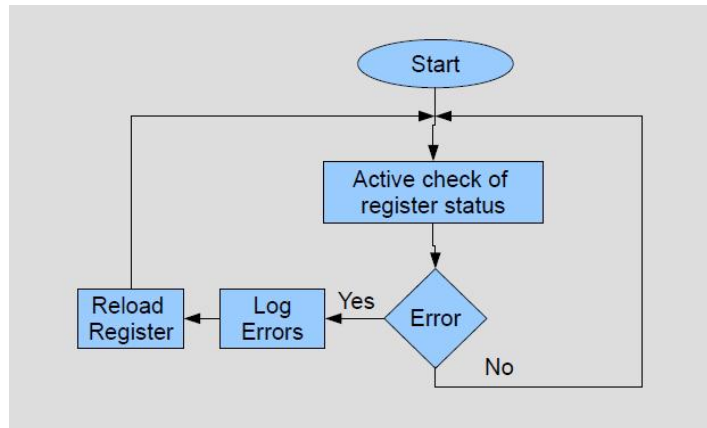 Start
Active check of
register status
Error
Yes
Log
Errors
Reload
Register
No